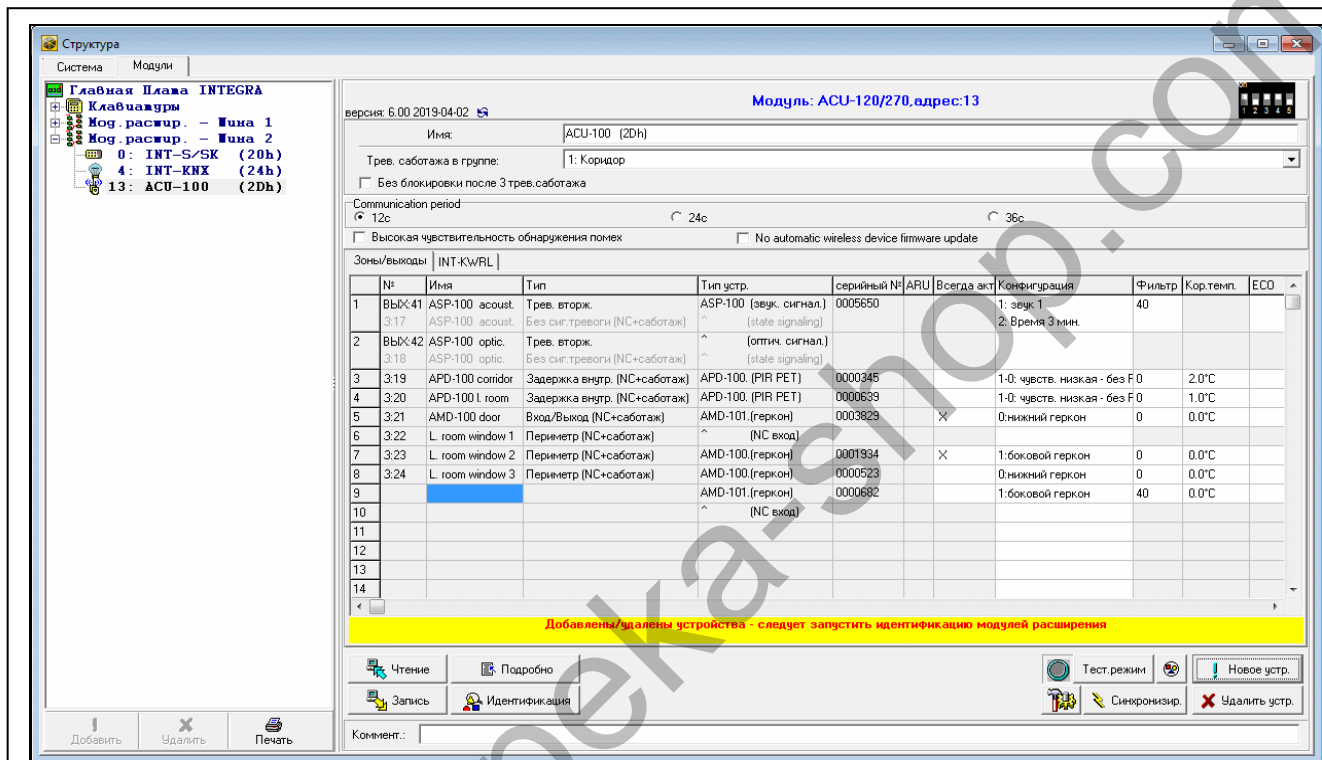 Структура
Система Модули
Главная Плата INTEGRA
Клавиатуры
Мод.расшир. – Шина 1
Мод.расшир. – Шина 2
0: INT-S/SK (20h)
4: INT-KNX (24h)
13: ACU-100 (2Dh)
Добавить Удалить Печать
версия: 6.00 2019-04-02 Модуль: ACU-120/270,адрес:13
1 2 3 4 5
Имя: ACU-100 (2Dh)
Трев. саботажа в группе: 1: Коридор
Без блокировки после 3 трев.саботажа
Communication period
12с 24с 36с
Высокая чувствительность обнаружения помех No automatic wireless device firmware update
Зоны/выходы INT-KWRL
№ Имя Тип Тип устр. серийный № ARU Всегда акт Конфигурация Фильтр Кор.темп. ECO
1 ВЫХ:41 ASP-100 acoust. Трев. вторж. ASP-100 (звук. сигнал.) 0005650 1: звук 1 40
3:17 ASP-100 acoust. Без сиг.тревоги (NC+саботаж) ^ (state signaling) 2: Время 3 мин.
2 ВЫХ:42 ASP-100 optic. Трев. вторж. ^ (оптич. сигнал.)
3:18 ASP-100 optic. Без сиг.тревоги (NC+саботаж) ^ (state signaling)
3 3:19 APD-100 corridor Задержка внутр. (NC+саботаж) APD-100. (PIR PET) 0000345 1-0: чувств. низкая - без F 0 2.0°C
4 3:20 APD-100 l. room Задержка внутр. (NC+саботаж) APD-100. (PIR PET) 0000639 1-0: чувств. низкая - без F 0 1.0°C
5 3:21 AMD-100 door Вход/Выход (NC+саботаж) AMD-101.(геркон) 0003829 X 0:нижний геркон 0 0.0°C
6 3:22 L. room window 1 Периметр (NC+саботаж) ^ (NC вход)
7 3:23 L. room window 2 Периметр (NC+саботаж) AMD-100.(геркон) 0001934 X 1:боковой геркон 0 0.0°C
8 3:24 L. room window 3 Периметр (NC+саботаж) AMD-100.(геркон) 0000523 0:нижний геркон 0 0.0°C
9 AMD-101.(геркон) 0000682 1:боковой геркон 40 0.0°C
10 ^ (NC вход)
11
12
13
14
Добавлены/удалены устройства - следует запустить идентификацию модулей расширения
Чтение Подробно Тест.режим Новое устр.
Запись Идентификация Синхронизир. Удалить устр.
Коммент.:
peka-shop.com